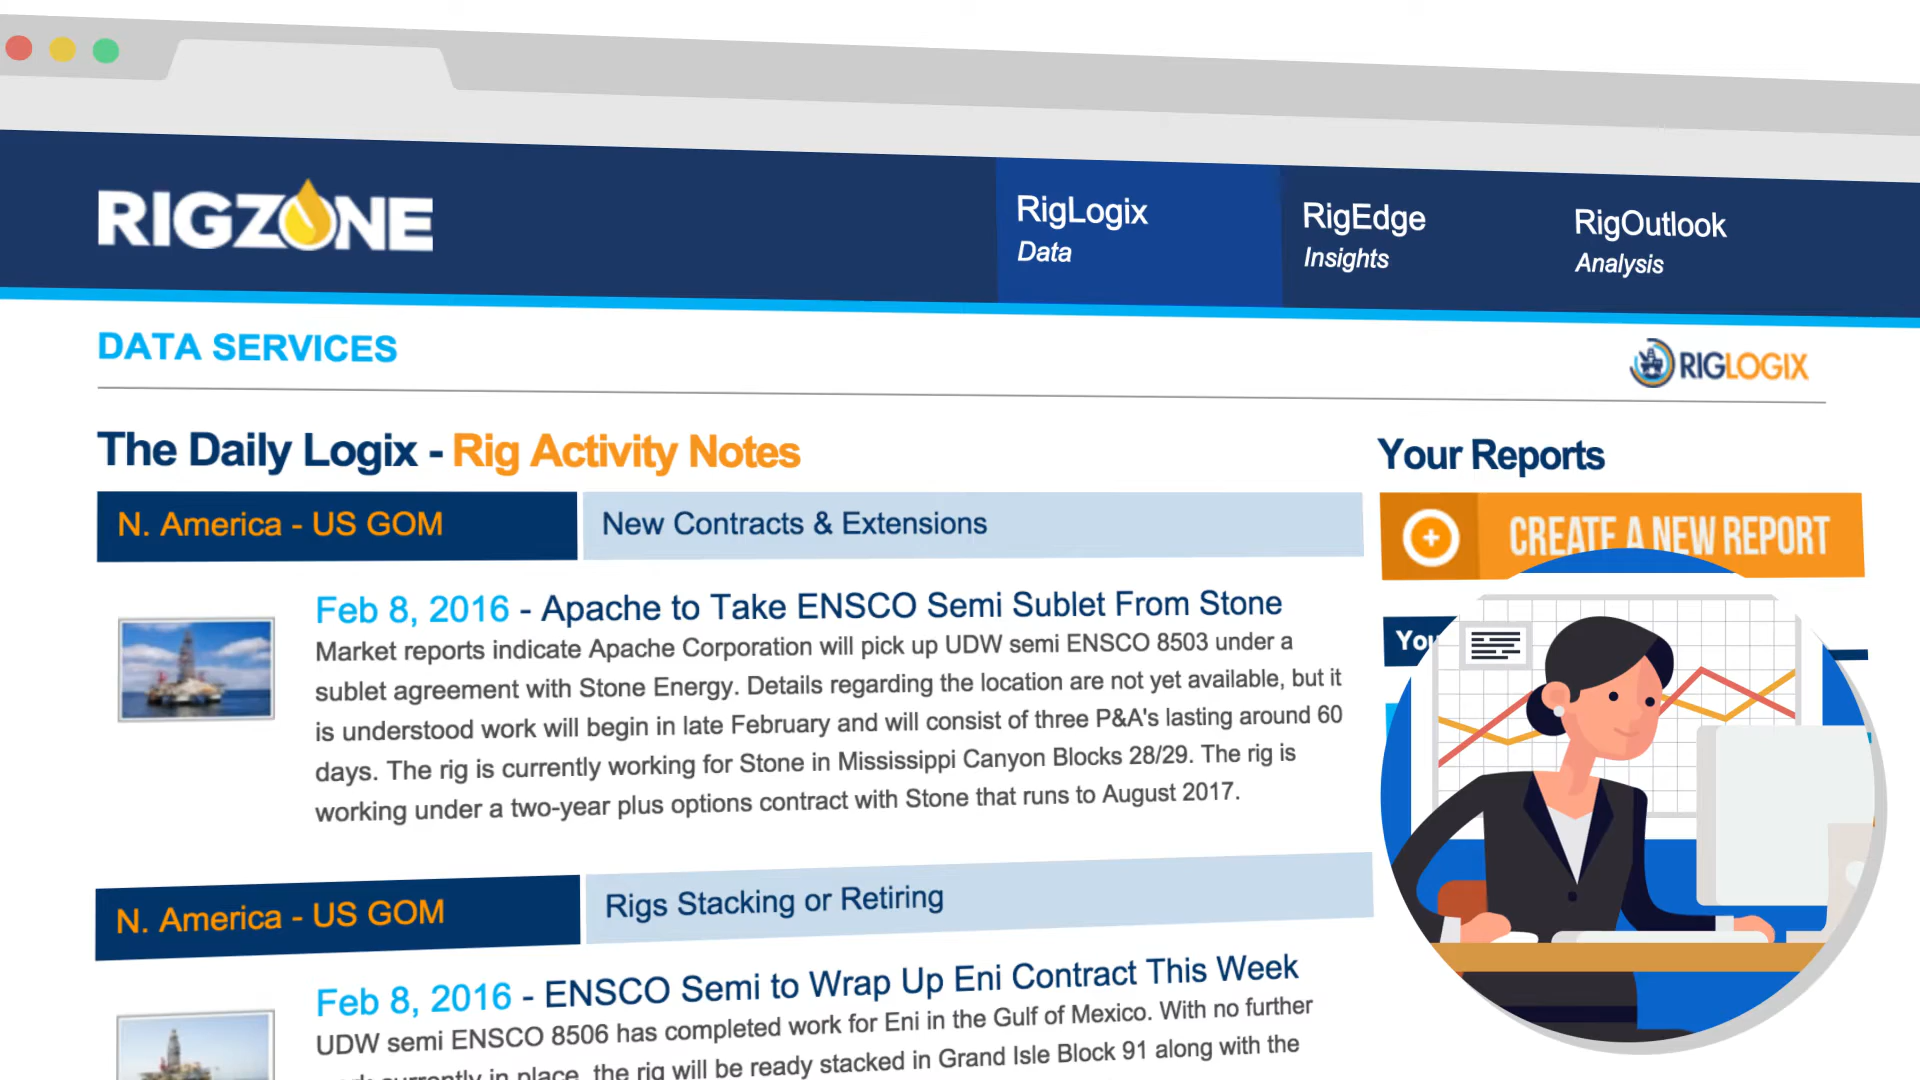 RIGZONE
RigLogix
Data
RigEdge
Insights
RigOutlook
Analysis
DATA SERVICES
RIGLOGIX
The Daily Logix - Rig Activity Notes
N. America - US GOM
New Contracts & Extensions
Feb 8, 2016 - Apache to Take ENSCO Semi Sublet From Stone
Market reports indicate Apache Corporation will pick up UDW semi ENSCO 8503 under a
sublet agreement with Stone Energy. Details regarding the location are not yet available, but it
is understood work will begin in late February and will consist of three P&A's lasting around 60
days. The rig is currently working for Stone in Mississippi Canyon Blocks 28/29. The rig is
working under a two-year plus options contract with Stone that runs to August 2017.
N. America - US GOM
Rigs Stacking or Retiring
Feb 8, 2016 - ENSCO Semi to Wrap Up Eni Contract This Week
UDW semi ENSCO 8506 has completed work for Eni in the Gulf of Mexico. With no further
currently in place, the rig will be ready stacked in Grand Isle Block 91 along with the
Your Reports
CREATE A NEW REPORT